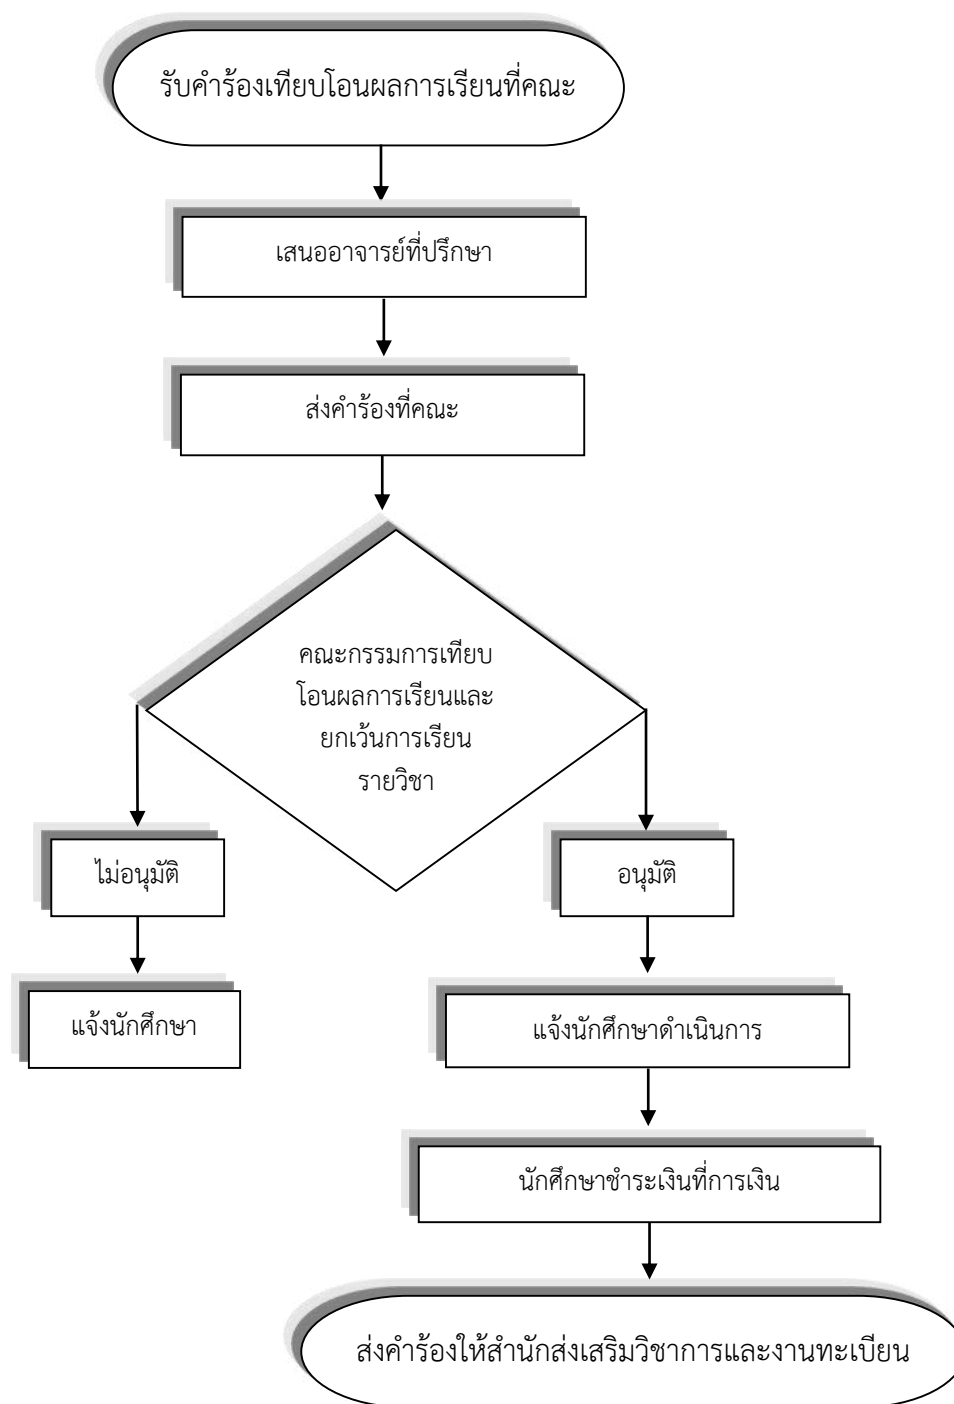 รับคำร้องเทียบโอนผลการเรียนที่คณะ
เสนออาจารย์ที่ปรึกษา
ส่งคำร้องที่คณะ
คณะกรรมการเทียบ
โอนผลการเรียนและ
ยกเว้นการเรียน
รายวิชา
ไม่อนุมัติ
อนุมัติ
แจ้งนักศึกษา
แจ้งนักศึกษาดำเนินการ
นักศึกษาชำระเงินที่การเงิน
ส่งคำร้องให้สำนักส่งเสริมวิชาการและงานทะเบียน